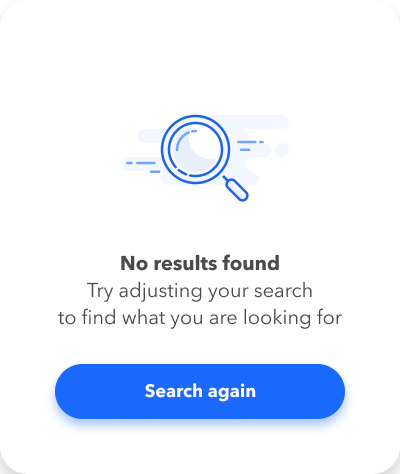 No results found
Try adjusting your search
to find what you are looking for
Search again